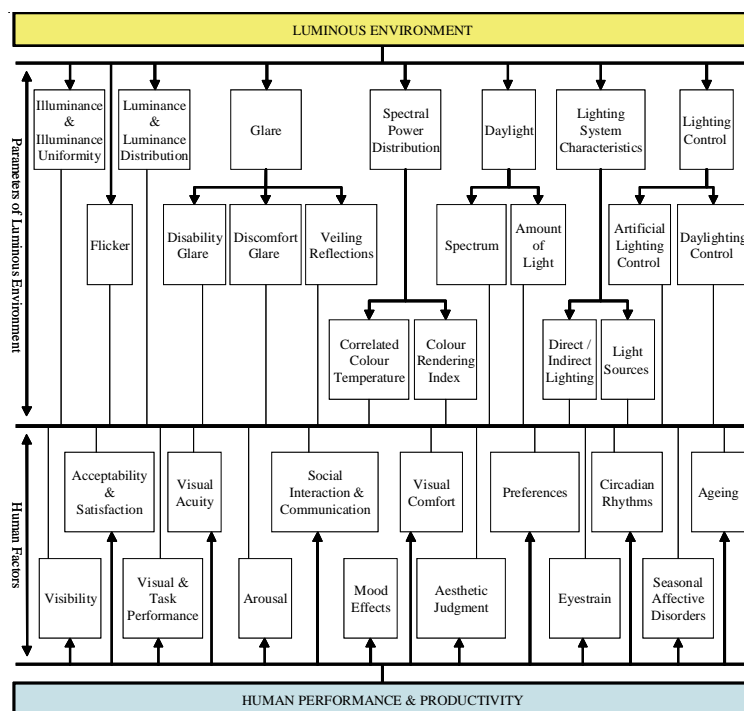 LUMINOUS ENVIRONMENT
Parameters of Luminous Environment
Illuminance
&
Illuminance
Uniformity
Luminance
&
Luminance
Distribution
Glare
Spectral
Power
Distribution
Daylight
Lighting
System
Characteristics
Lighting
Control
Flicker
Disability
Glare
Discomfort
Glare
Veiling
Reflections
Spectrum
Amount
of
Light
Artificial
Lighting
Control
Daylighting
Control
Correlated
Colour
Temperature
Colour
Rendering
Index
Direct /
Indirect
Lighting
Light
Sources
Human Factors
Acceptability
&
Satisfaction
Visual
Acuity
Social
Interaction &
Communication
Visual
Comfort
Preferences
Circadian
Rhythms
Ageing
Visibility
Visual &
Task
Performance
Arousal
Mood
Effects
Aesthetic
Judgment
Eyestrain
Seasonal
Affective
Disorders
HUMAN PERFORMANCE & PRODUCTIVITY